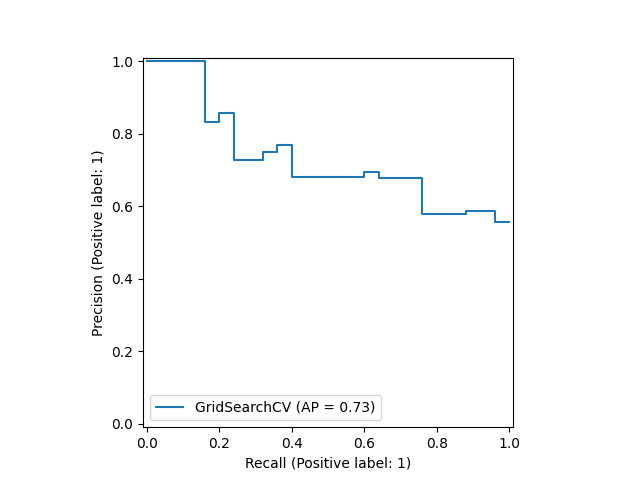 1.0
0.8
0.6
0.4
0.2
0.0
Precision (Positive label: 1)
GridSearchCV (AP = 0.73)
0.0 0.2 0.4 0.6 0.8 1.0
Recall (Positive label: 1)